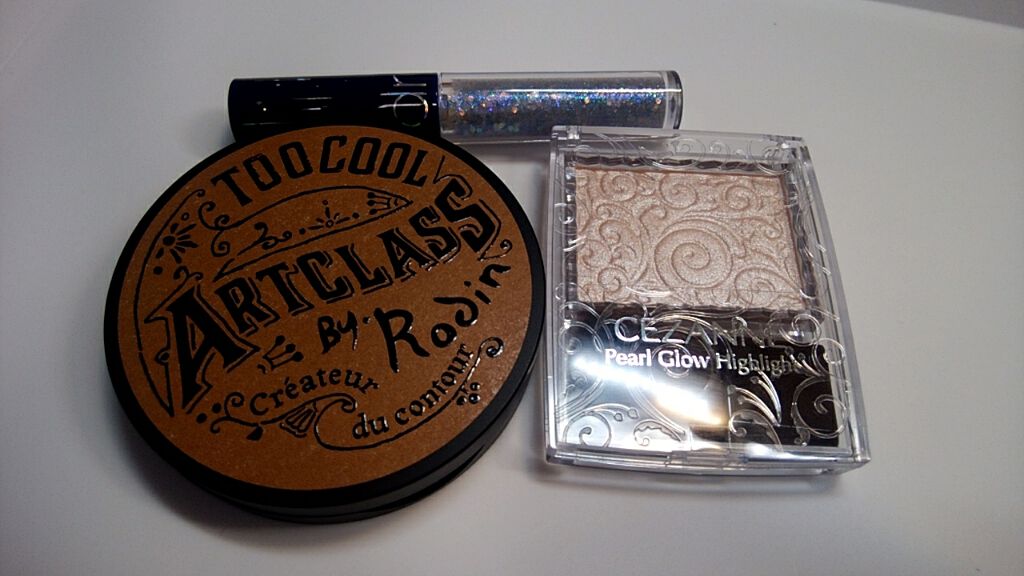 TOO COOL
ARTCLASS
BY. Rodin
Créateur
du contour
CEZANNE
Pearl Glow Highlight